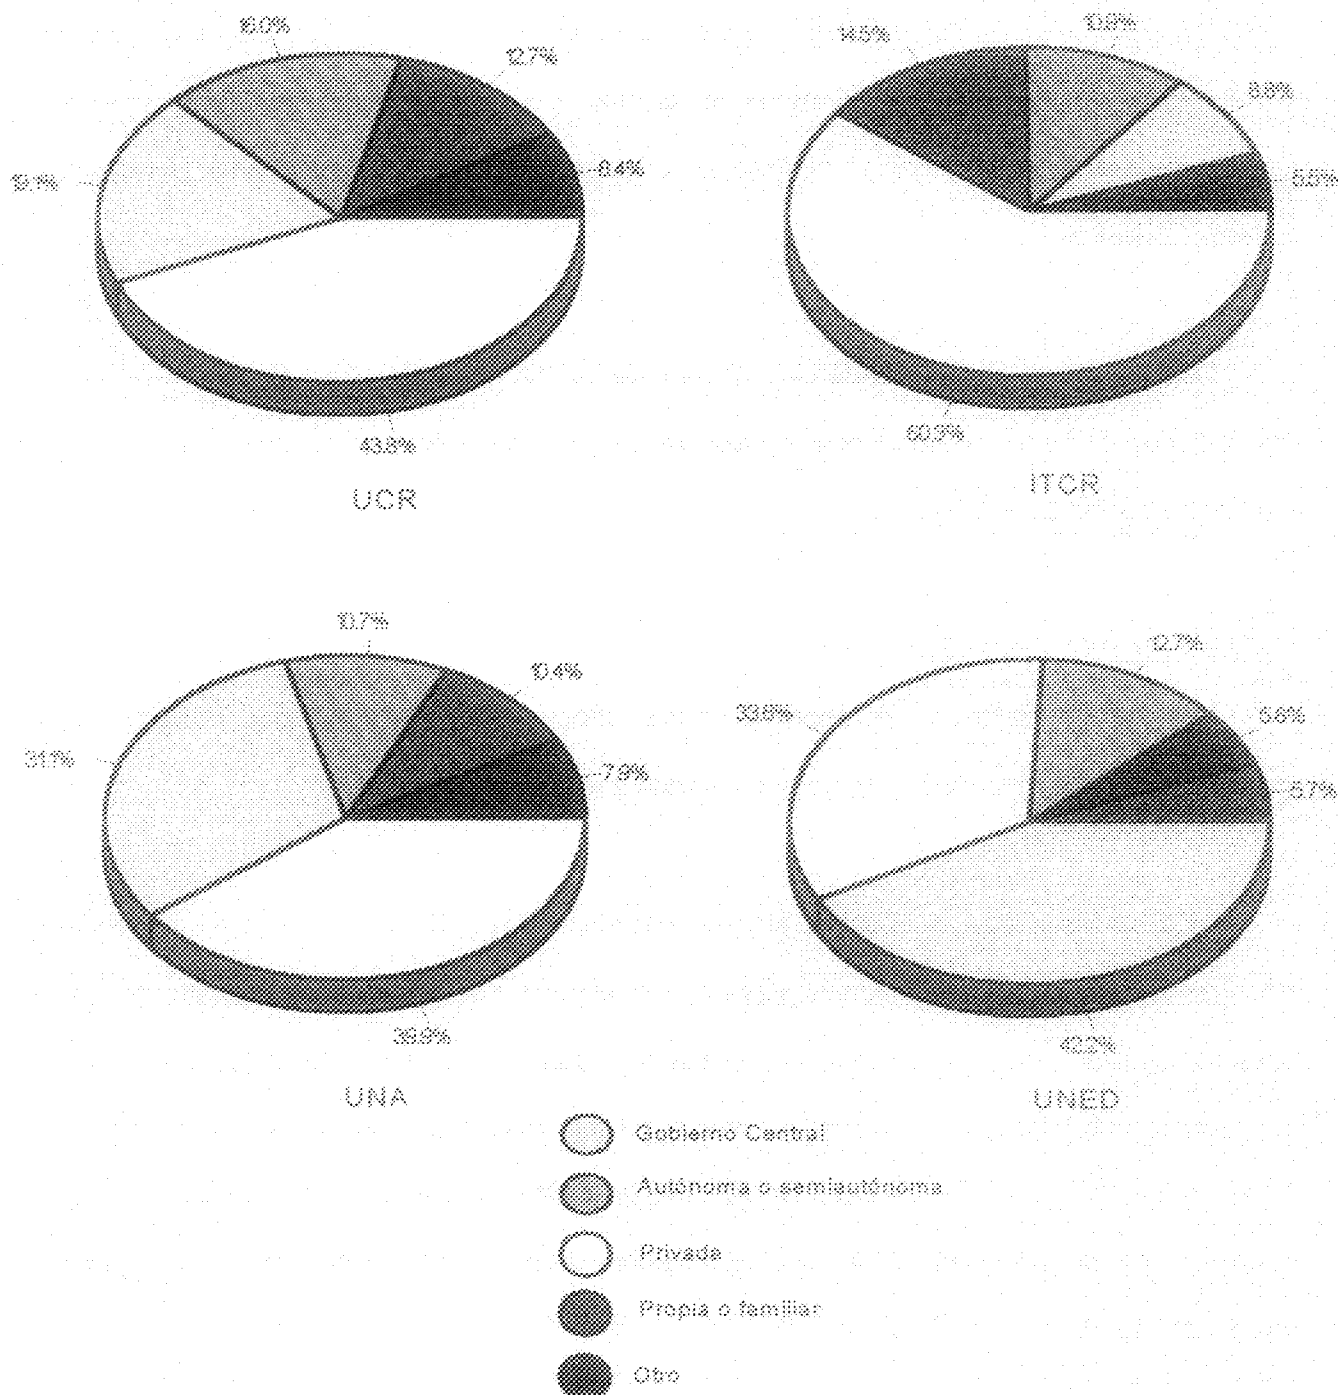 16.0%
12.7%
19.1%
8.4%
43.8%
UCR
14.5%
10.9%
8.8%
5.5%
60.3%
ITCR
10.7%
10.4%
31.1%
7.9%
39.9%
UNA
12.7%
33.8%
5.6%
5.7%
42.2%
UNED
Gobierno Central
Autónoma o semiautónoma
Privada
Propia o familiar
Otro